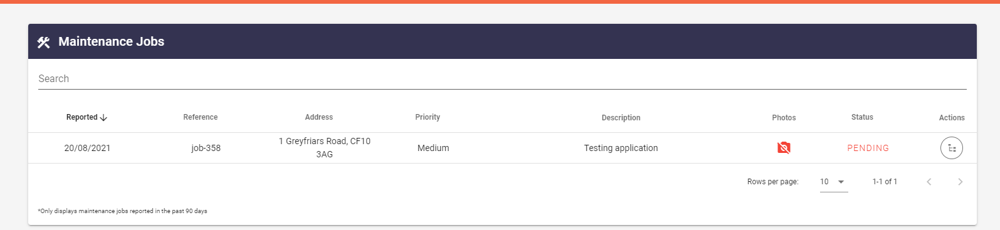 Maintenance Jobs
Search
Reported Reference Address Priority Description Photos Status Actions
20/08/2021 job-358 1 Greyfriars Road, CF10 Medium Testing application PENDING
3AG
Rows per page: 10 1-1 of 1
*Only displays maintenance jobs reported in the past 90 days